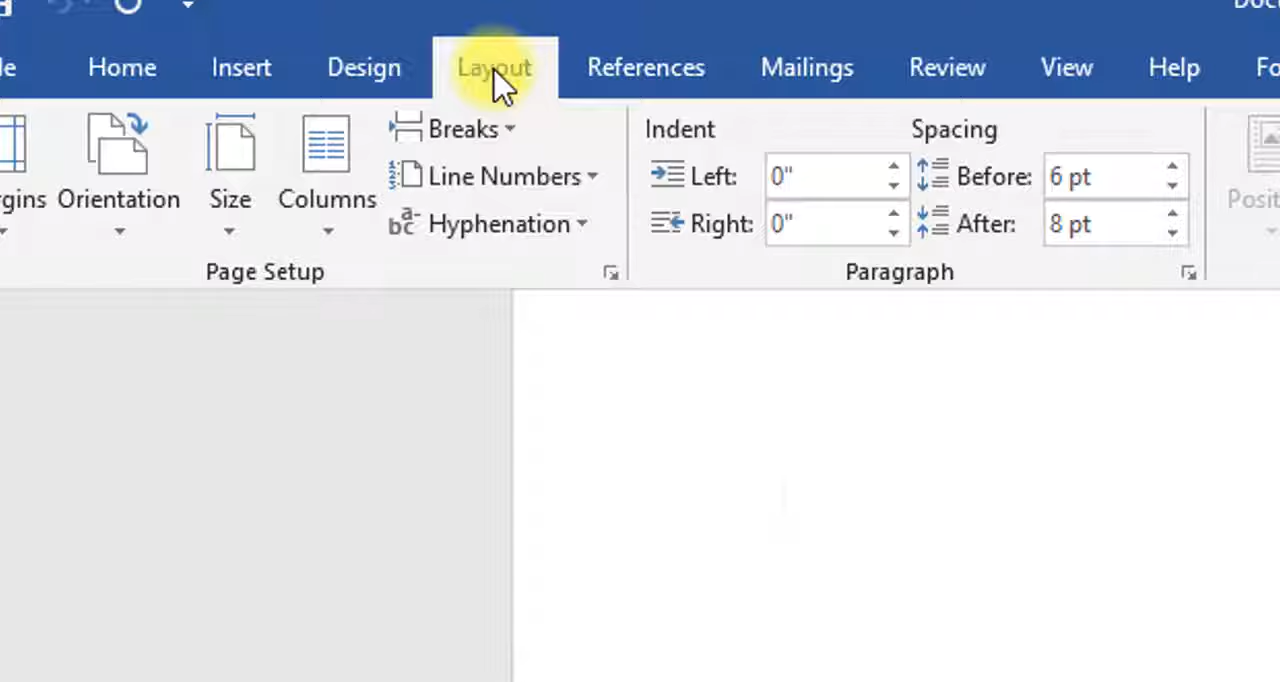 Home Insert Design Layout References Mailings Review View Help
Breaks Indent Spacing
Line Numbers Left: 0" Before: 6 pt
Orientation Size Columns
Hyphenation Right: 0" After: 8 pt
Page Setup Paragraph